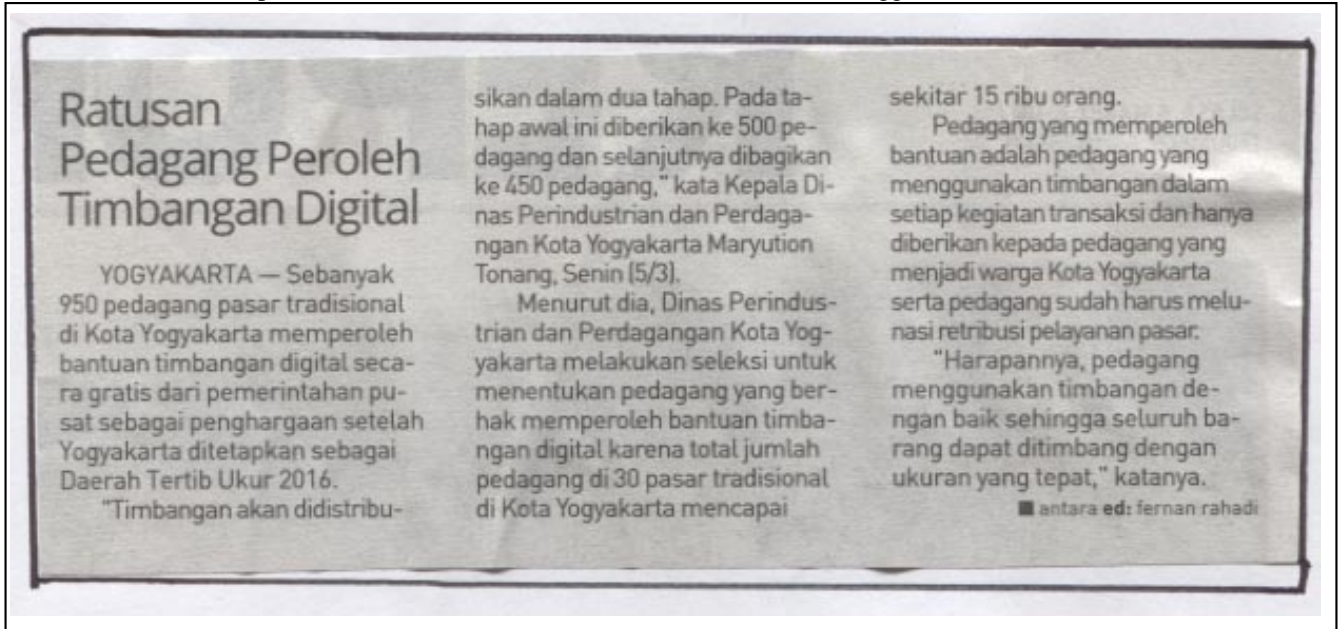 Ratusan
Pedagang Peroleh
Timbangan Digital
YOGYAKARTA — Sebanyak
950 pedagang pasar tradisional
di Kota Yogyakarta memperoleh
bantuan timbangan digital seca-
ra gratis dari pemerintahan pu-
sat sebagai penghargaan setelah
Yogyakarta ditetapkan sebagai
Daerah Tertib Ukur 2016.
"Timbangan akan didistribu-
sikan dalam dua tahap. Pada ta-
hap awal ini diberikan ke 500 pe-
dagang dan selanjutnya dibagikan
ke 450 pedagang," kata Kepala Di-
nas Perindustrian dan Perdaga-
ngan Kota Yogyakarta Maryution
Tonang, Senin (5/3).
Menurut dia, Dinas Perindus-
trian dan Perdagangan Kota Yog-
yakarta melakukan seleksi untuk
menentukan pedagang yang ber-
hak memperoleh bantuan timba-
ngan digital karena total jumlah
pedagang di 30 pasar tradisional
di Kota Yogyakarta mencapai
sekitar 15 ribu orang.
Pedagang yang memperoleh
bantuan adalah pedagang yang
menggunakan timbangan dalam
setiap kegiatan transaksi dan hanya
diberikan kepada pedagang yang
menjadi warga Kota Yogyakarta
serta pedagang sudah harus melu-
nasi retribusi pelayanan pasar.
"Harapannya, pedagang
menggunakan timbangan de-
ngan baik sehingga seluruh ba-
rang dapat ditimbang dengan
ukuran yang tepat," katanya.
■ antara ed: fernan rahadi